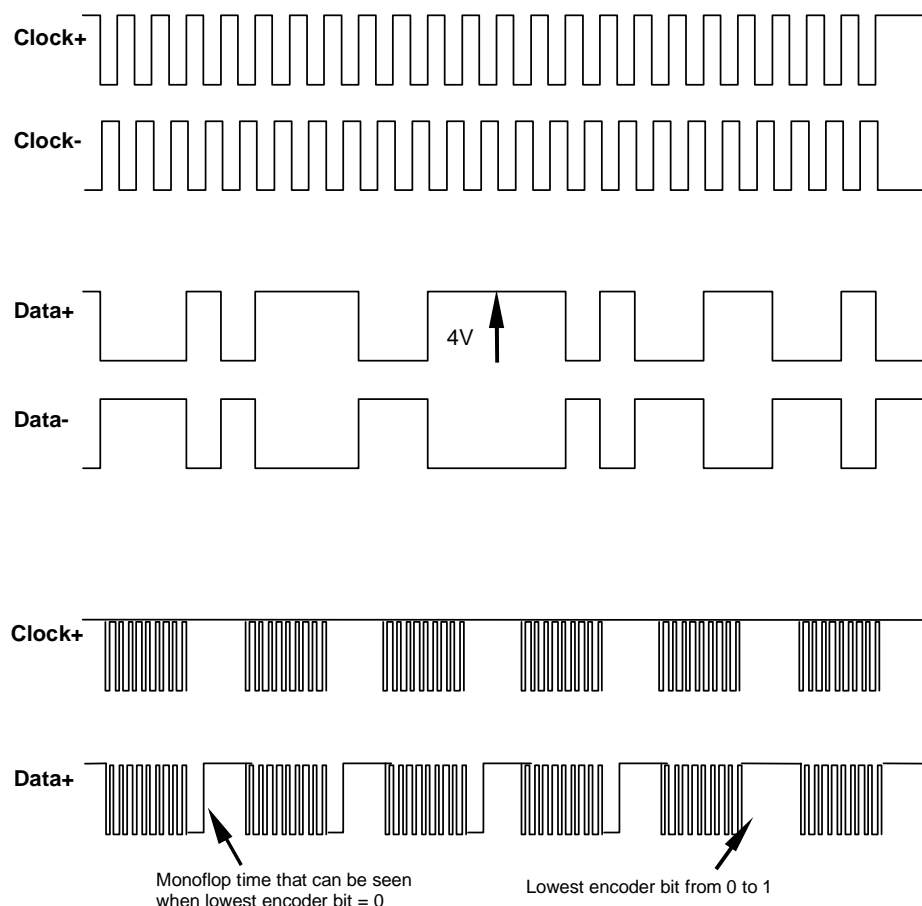 Clock+
Clock-
Data+
4V
Data-
Clock+
Data+
Monoflop time that can be seen
when lowest encoder bit = 0
Lowest encoder bit from 0 to 1